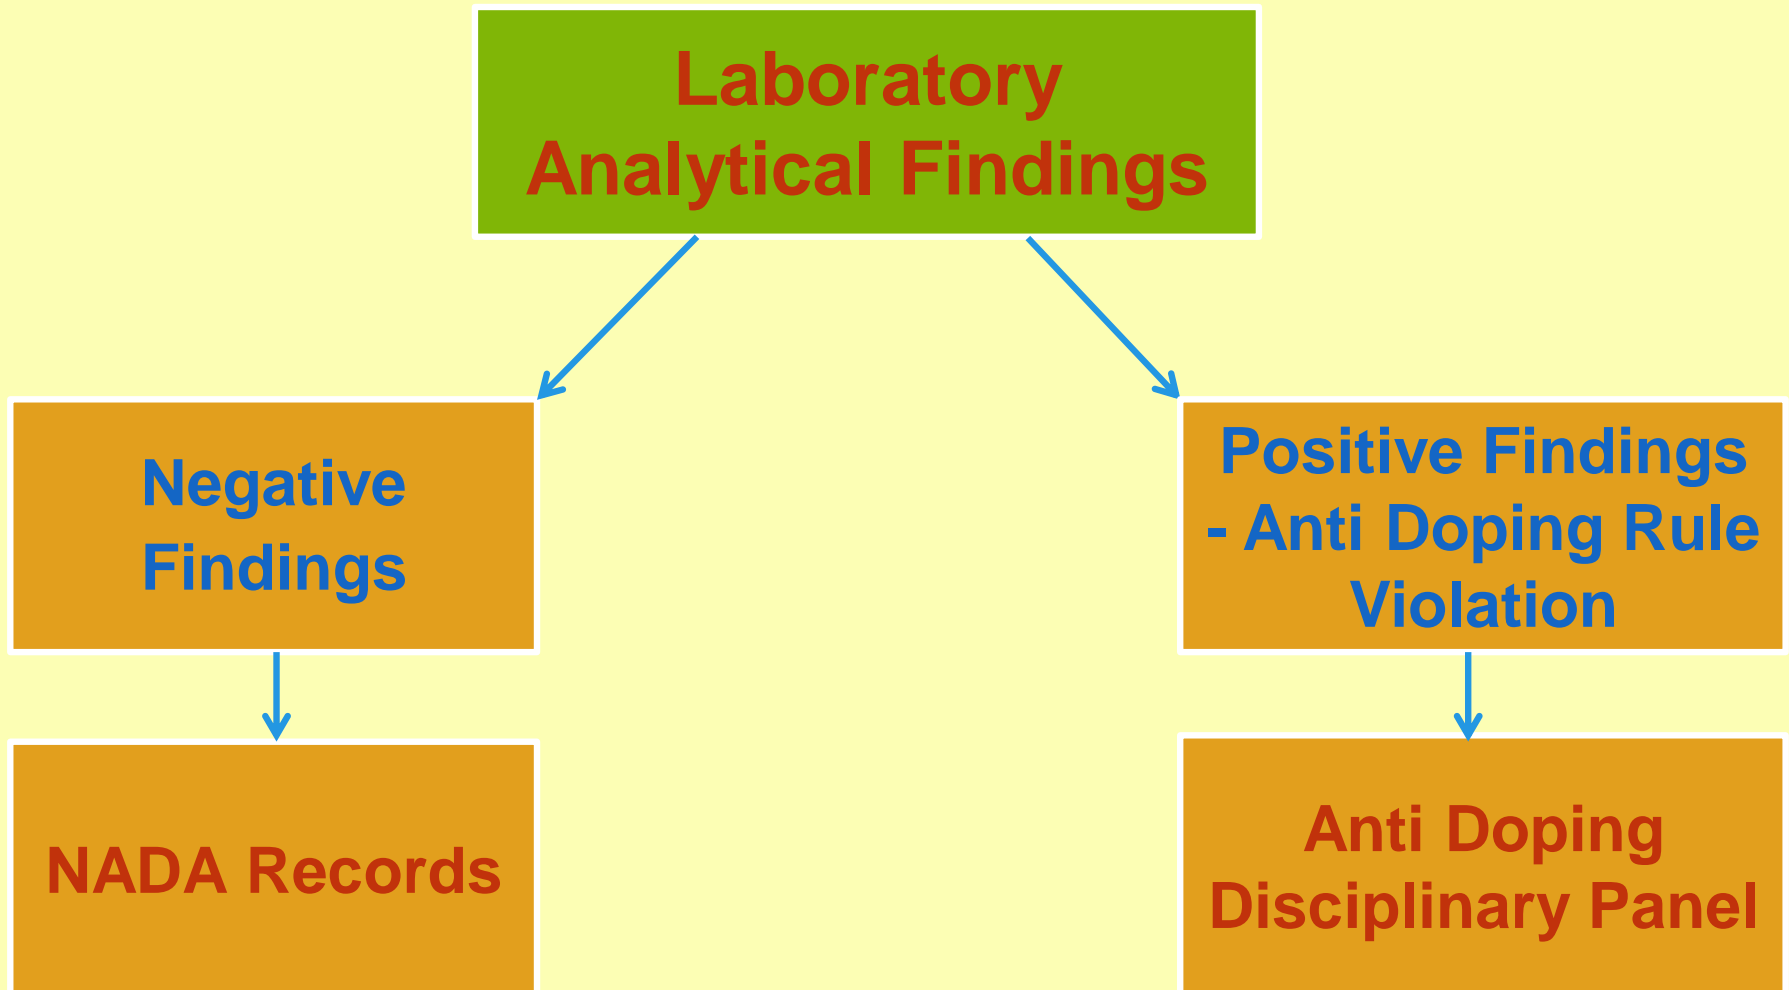 Laboratory
Analytical Findings
Negative
Findings
Positive Findings
- Anti Doping Rule
Violation
NADA Records
Anti Doping
Disciplinary Panel